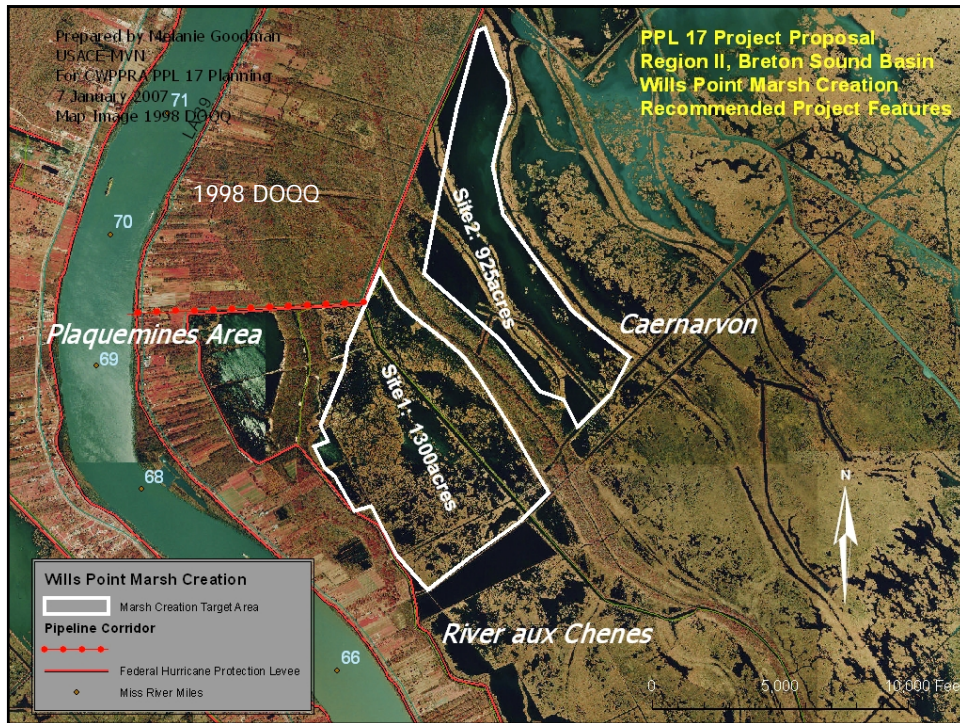 Prepared by Melanie Goodman
USACE-MVN
For CWPPRA PPL 17 Planning
7 January 2007
Map Image 1998 DOQQ
PPL 17 Project Proposal
Region II, Breton Sound Basin
Wills Point Marsh Creation
Recommended Project Features
71
1998 DOQQ
70
Site2: 925acres
Plaquemines Area
Caernarvon
69
Site1: 1300acres
68
N
Wills Point Marsh Creation
Marsh Creation Target Area
Pipeline Corridor
Federal Hurricane Protection Levee
Miss River Miles
River aux Chenes
66
0 5,000 10,000 Feet